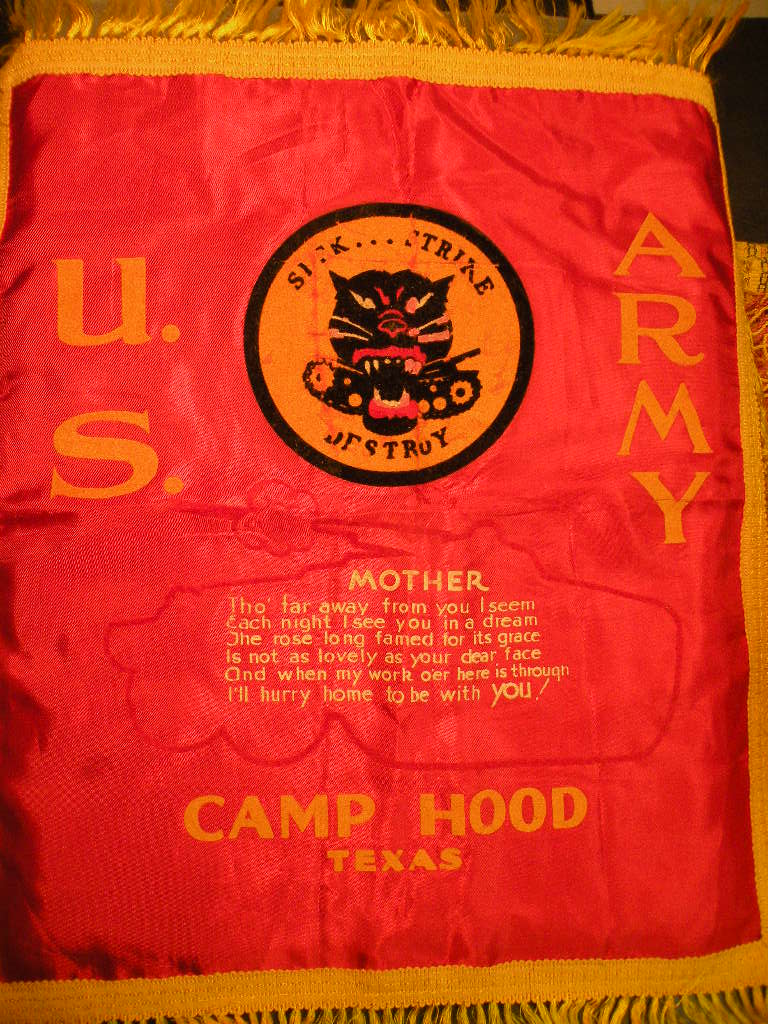 SEEK... STRIKE
DESTROY
U.
S.
ARMY
MOTHER
Tho' far away from you I seem
Each night I see you in a dream
The rose long famed for its grace
Is not as lovely as your dear face
And when my work o'er here is through
I'll hurry home to be with you!
CAMP HOOD
TEXAS